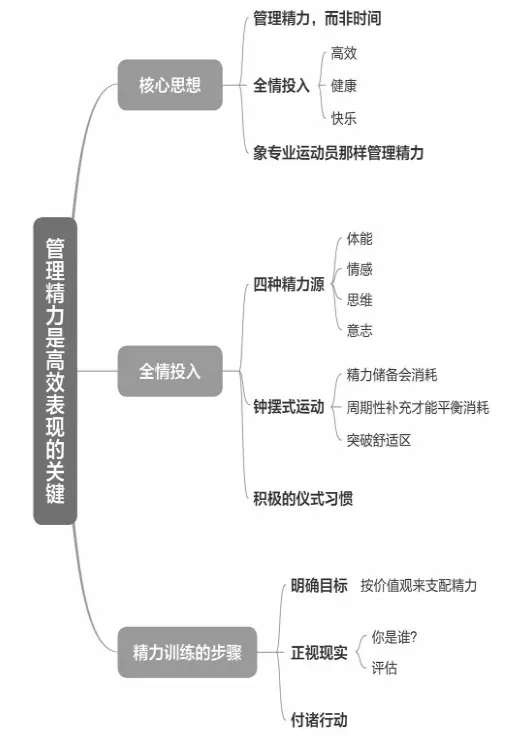 管理精力是高效表现的关键
核心思想
管理精力，而非时间
全情投入
高效
健康
快乐
象专业运动员那样管理精力
全情投入
四种精力源
体能
情感
思维
意志
钟摆式运动
精力储备会消耗
周期性补充才能平衡消耗
突破舒适区
积极的仪式习惯
精力训练的步骤
明确目标
按价值观来支配精力
正视现实
你是谁?
评估
付诸行动